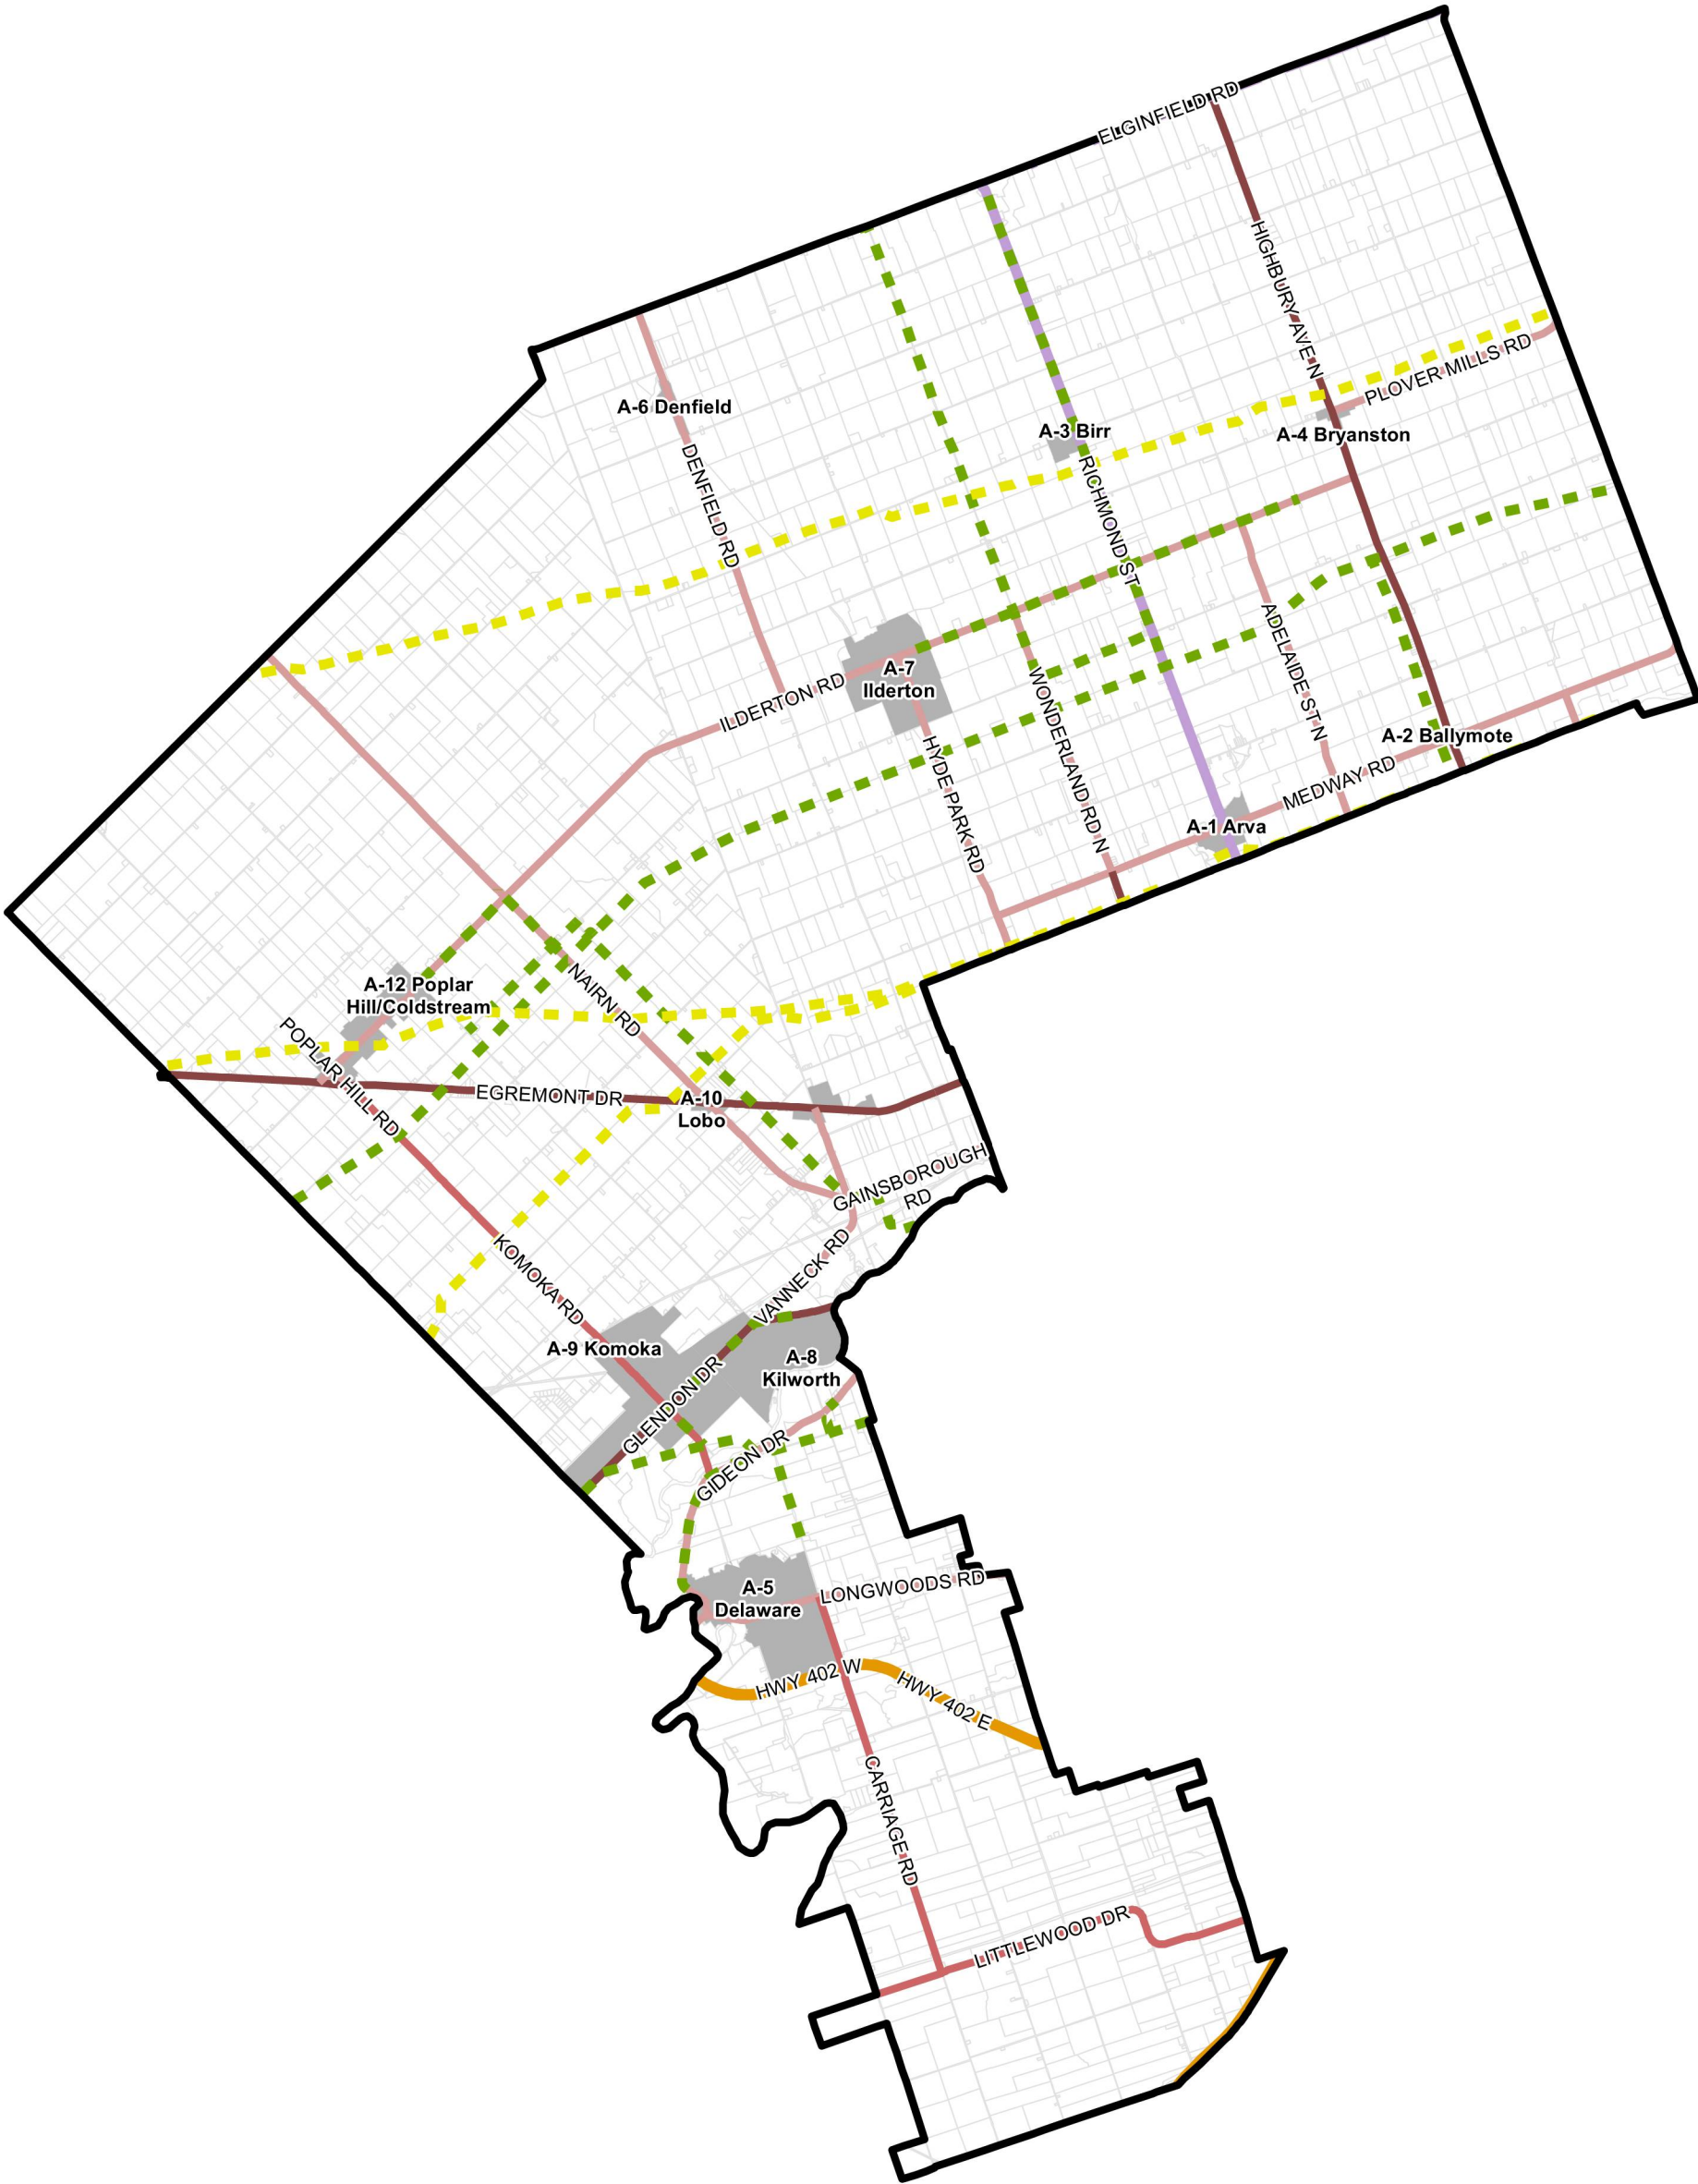 ELGINFIELD RD
HIGHBURY AVE N
PLOVER MILLS RD
A-6 Denfield
A-3 Birr
A-4 Bryanston
DENFIELD RD
RICHMOND ST
ADELAIDE ST N
A-7
Ilderton
ILDERTON RD
WONDERLAND RD N
HYDE PARK RD
A-2 Ballymote
MEDWAY RD
A-1 Arva
NAIRN RD
A-12 Poplar
Hill/Coldstream
POPLAR HILL RD
EGREMONT DR
A-10
Lobo
GAINSBOROUGH
RD
KOMOKA RD
VANNECK RD
A-9 Komoka
A-8
Kilworth
GLENDON DR
GIDEON DR
A-5
Delaware
LONGWOODS RD
HWY 402 W
HWY 402 E
CARRIAGE RD
LITTLEWOOD DR